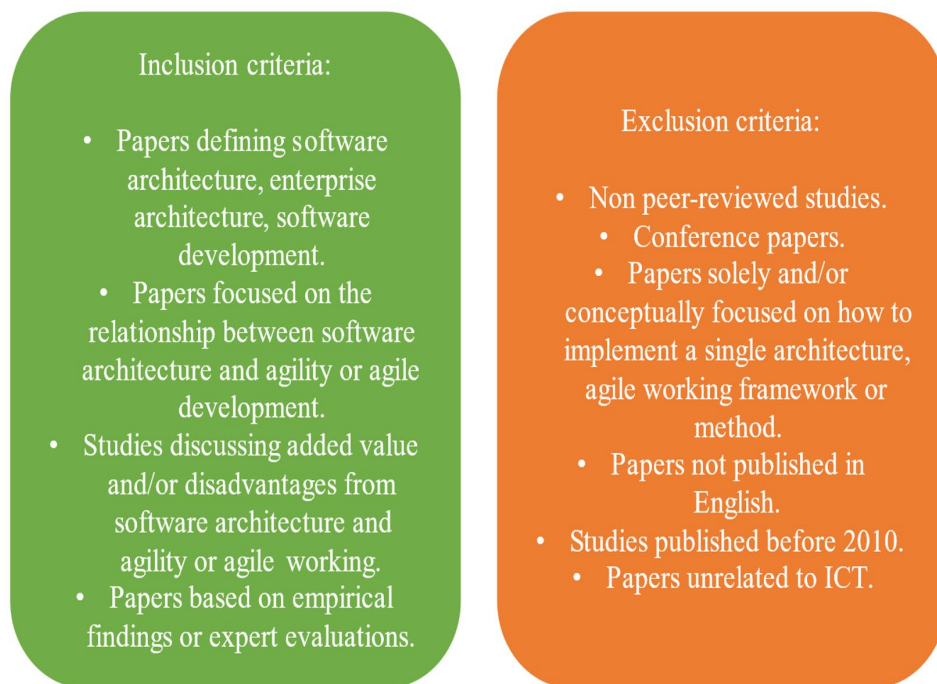 Inclusion criteria:
• Papers defining software
architecture, enterprise
architecture, software
development.
• Papers focused on the
relationship between software
architecture and agility or agile
development.
• Studies discussing added value
and/or disadvantages from
software architecture and
agility or agile working.
• Papers based on empirical
findings or expert evaluations.
Exclusion criteria:
• Non peer-reviewed studies.
• Conference papers.
• Papers solely and/or
conceptually focused on how to
implement a single architecture,
agile working framework or
method.
• Papers not published in
English.
• Studies published before 2010.
• Papers unrelated to ICT.